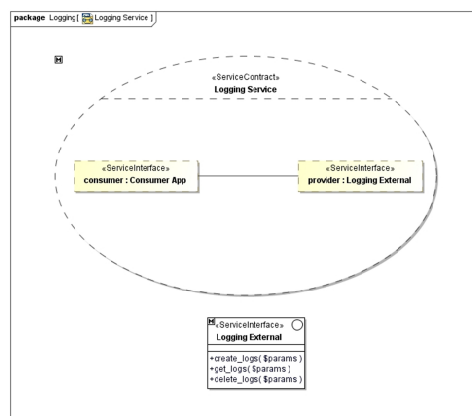 package Logging[ Logging Service ]
M
«ServiceContract»
Logging Service
«ServiceInterface»
consumer : Consumer App
«ServiceInterface»
provider : Logging External
M
«ServiceInterface»
Logging External
+create_logs( $params )
+get_logs( $params )
+delete_logs( $params )